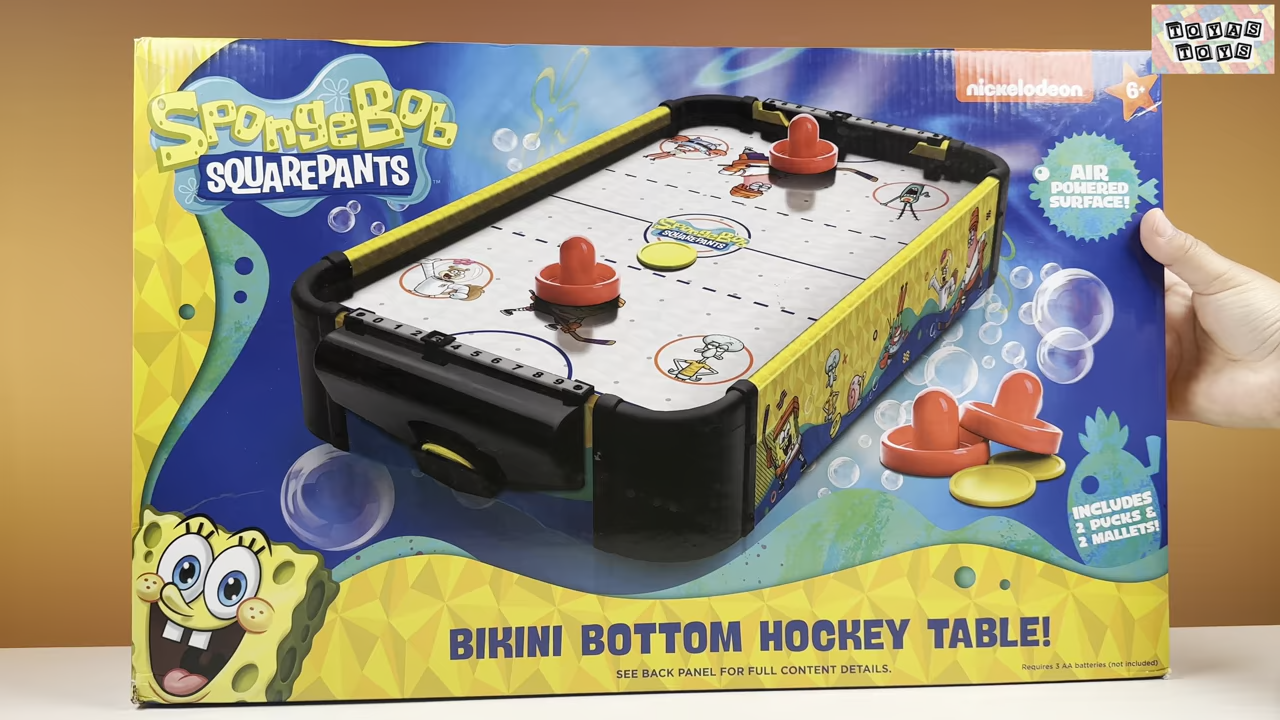 TOYAS
TOYS
SPONGEBOB
SQUAREPANTS™
nickelodeon
6+
AIR
POWERED
SURFACE!
SPONGEBOB
SQUAREPANTS
0 1 2 4 5 6 7 8 9
INCLUDES
2 PUCKS &
2 MALLETS!
BIKINI BOTTOM HOCKEY TABLE!
SEE BACK PANEL FOR FULL CONTENT DETAILS.
Requires 3 AA batteries (not included)